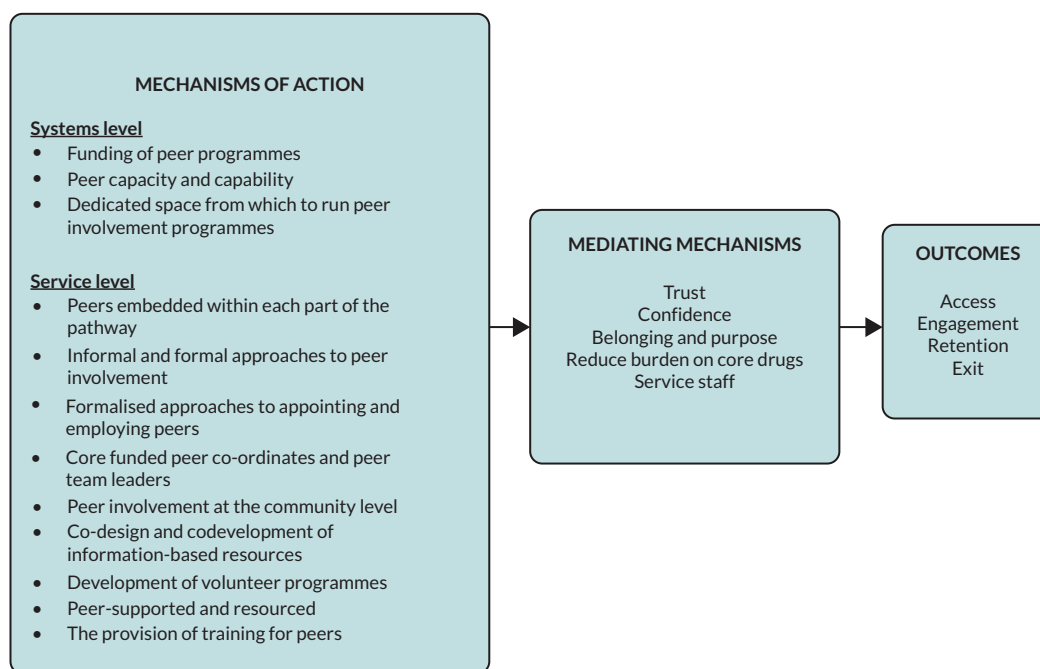 MECHANISMS OF ACTION
Systems level
• Funding of peer programmes
• Peer capacity and capability
• Dedicated space from which to run peer
involvement programmes
Service level
• Peers embedded within each part of the
pathway
• Informal and formal approaches to peer
involvement
• Formalised approaches to appointing and
employing peers
• Core funded peer co-ordinates and peer
team leaders
• Peer involvement at the community level
• Co-design and codevelopment of
information-based resources
• Development of volunteer programmes
• Peer-supported and resourced
• The provision of training for peers
MEDIATING MECHANISMS
Trust
Confidence
Belonging and purpose
Reduce burden on core drugs
Service staff
OUTCOMES
Access
Engagement
Retention
Exit